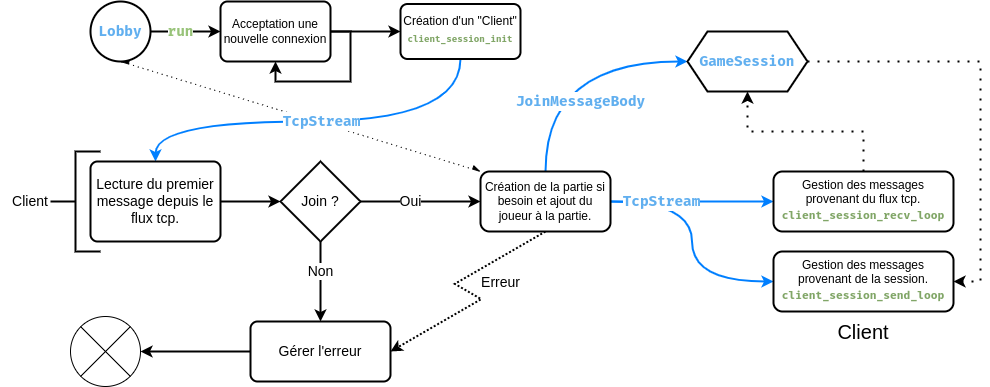 Lobby
run
Acceptation une
nouvelle connexion
Création d'un "Client"
client_session_init
GameSession
JoinMessageBody
TcpStream
Client
Lecture du premier
message depuis le
flux tcp.
Join ?
Oui
Création de la partie si
besoin et ajout du
joueur à la partie.
TcpStream
Gestion des messages
provenant du flux tcp.
client_session_recv_loop
Gestion des messages
provenant de la session.
client_session_send_loop
Client
Non
Erreur
Gérer l'erreur